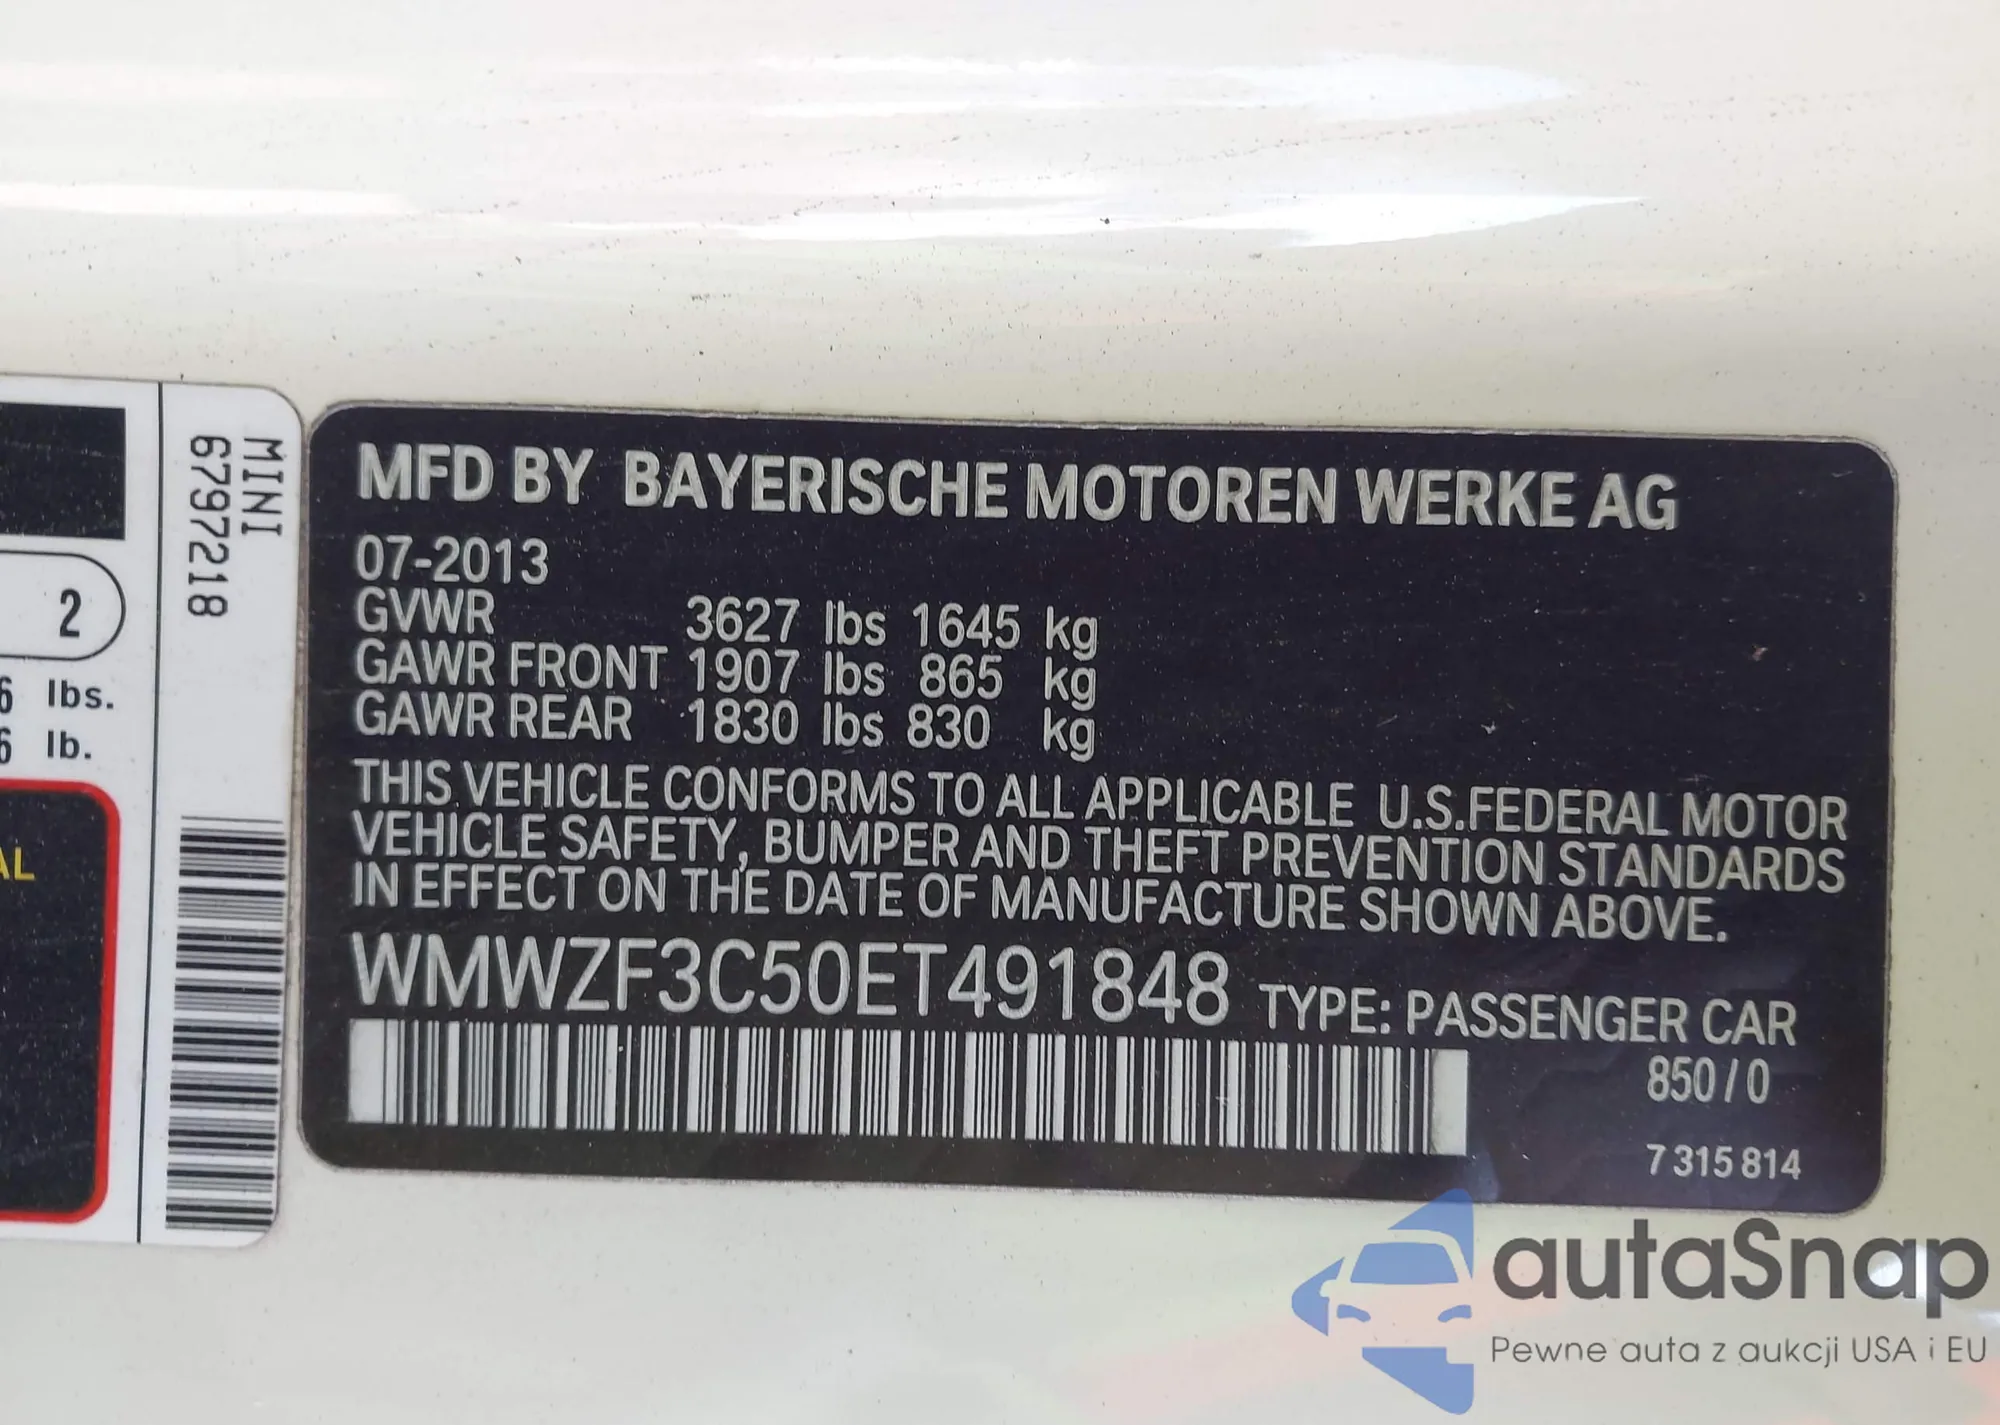 2
6 lbs.
6 lb.
AL
MINI
6797218
MFD BY BAYERISCHE MOTOREN WERKE AG
07-2013
GVWR 3627 lbs 1645 kg
GAWR FRONT 1907 lbs 865 kg
GAWR REAR 1830 lbs 830 kg
THIS VEHICLE CONFORMS TO ALL APPLICABLE U.S.FEDERAL MOTOR
VEHICLE SAFETY, BUMPER AND THEFT PREVENTION STANDARDS
IN EFFECT ON THE DATE OF MANUFACTURE SHOWN ABOVE.
WMWZF3C50ET491848 TYPE: PASSENGER CAR
850/0
7 315 814
autaSnap
Pewne auta z aukcji USA i EU